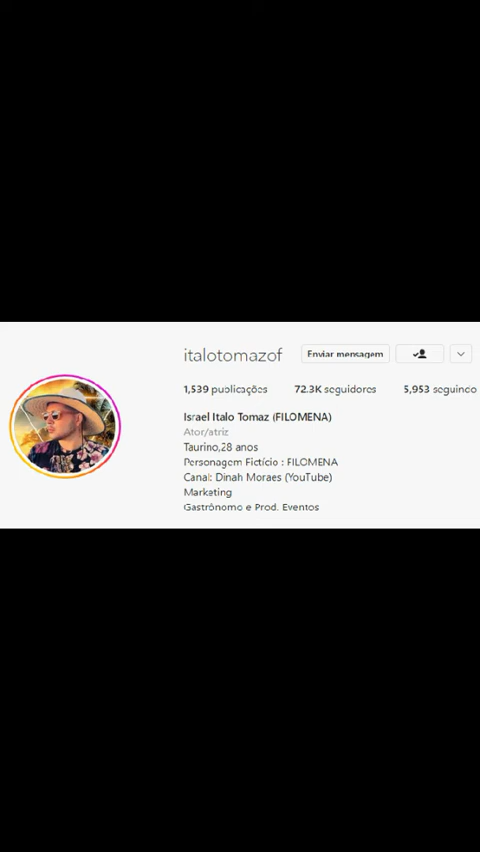 italotomazof Enviar mensagem
1,539 publicações 72.3K seguidores 5,953 seguindo
Israel Italo Tomaz (FILOMENA)
Ator/atriz
Taurino,28 anos
Personagem Fictício : FILOMENA
Canal: Dinah Moraes (YouTube)
Marketing
Gastrônomo e Prod. Eventos